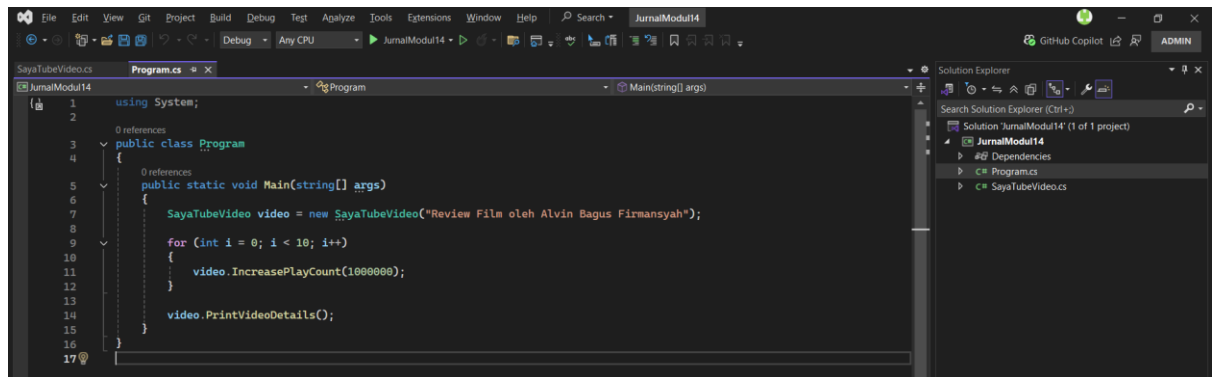 File Edit View Git Project Build Debug Test Analyze Tools Extensions Window Help Search JurnalModul14
Debug Any CPU JurnalModul14 GitHub Copilot ADMIN
SayaTubeVideo.cs Program.cs
JurnalModul14 Program Main(string[] args)
1 using System;
2
0 references
3 public class Program
4 {
0 references
5 public static void Main(string[] args)
6 {
7 SayaTubeVideo video = new SayaTubeVideo("Review Film oleh Alvin Bagus Firmansyah");
8
9 for (int i = 0; i < 10; i++)
10 {
11 video.IncreasePlayCount(1000000);
12 }
13
14 video.PrintVideoDetails();
15 }
16 }
17
Solution Explorer
Search Solution Explorer (Ctrl+;)
Solution 'JurnalModul14' (1 of 1 project)
JurnalModul14
Dependencies
C# Program.cs
C# SayaTubeVideo.cs